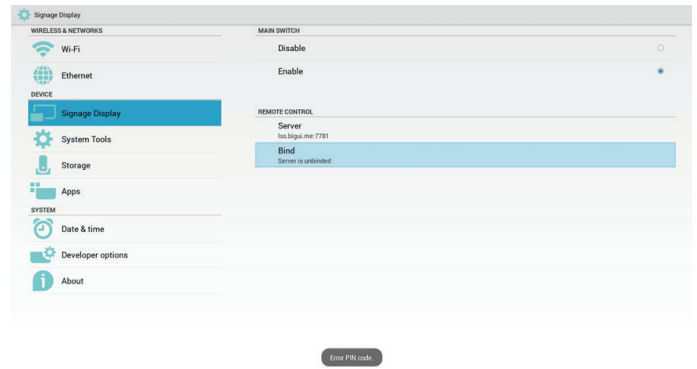 Signage Display
WIRELESS & NETWORKS
Wi-Fi
Ethernet
DEVICE
Signage Display
System Tools
Storage
Apps
SYSTEM
Date & time
Developer options
About
MAIN SWITCH
Disable
Enable
REMOTE CONTROL
Server
lss.bigui.me:7781
Bind
Server is unbinded
Error PIN code.